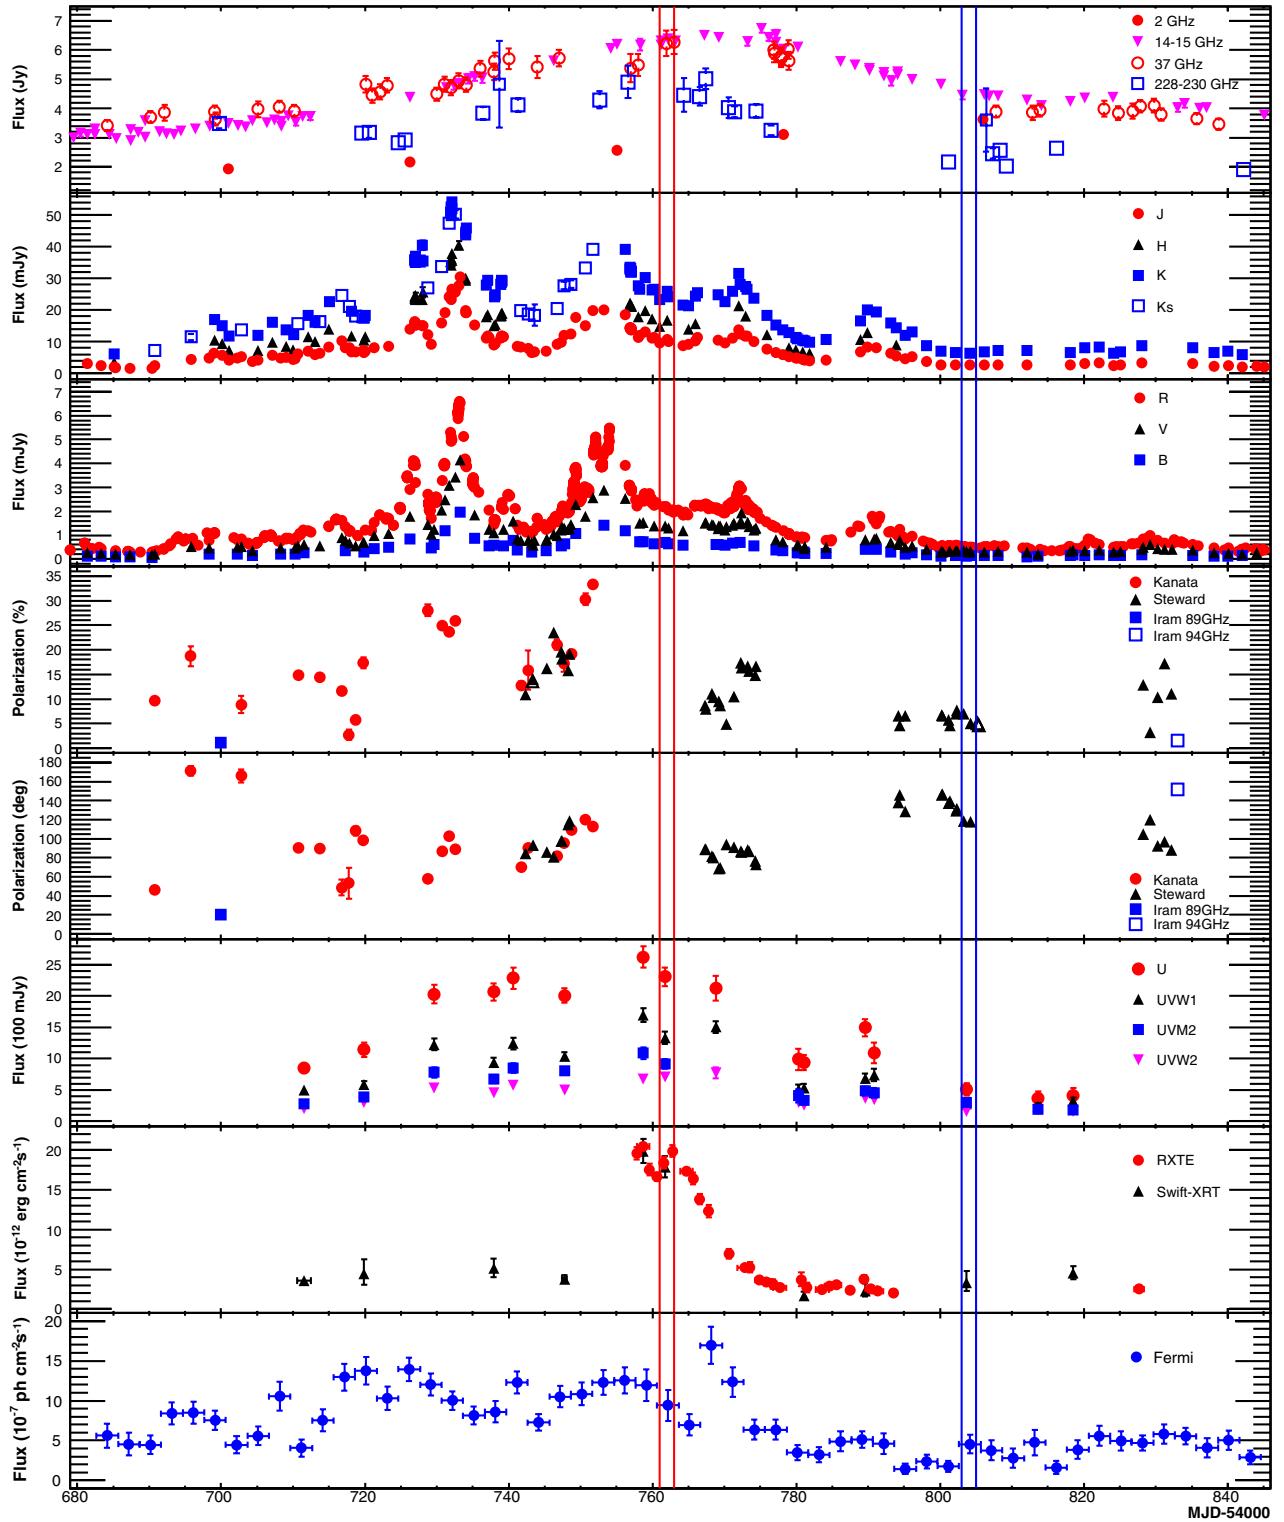 7
6
5
4
3
2
Flux (Jy)
2 GHz
14-15 GHz
37 GHz
228-230 GHz
50
40
30
20
10
0
Flux (mJy)
J
H
K
Ks
7
6
5
4
3
2
1
0
Flux (mJy)
R
V
B
35
30
25
20
15
10
5
0
Polarization (%)
Kanata
Steward
Iram 89GHz
Iram 94GHz
180
160
140
120
100
80
60
40
20
0
Polarization (deg)
Kanata
Steward
Iram 89GHz
Iram 94GHz
25
20
15
10
5
0
Flux (100 mJy)
U
UVW1
UVM2
UVW2
20
15
10
5
0
Flux (10⁻¹² erg cm⁻²s⁻¹)
RXTE
Swift-XRT
20
15
10
5
0
Flux (10⁻⁷ ph cm⁻²s⁻¹)
Fermi
680 700 720 740 760 780 800 820 840
MJD-54000